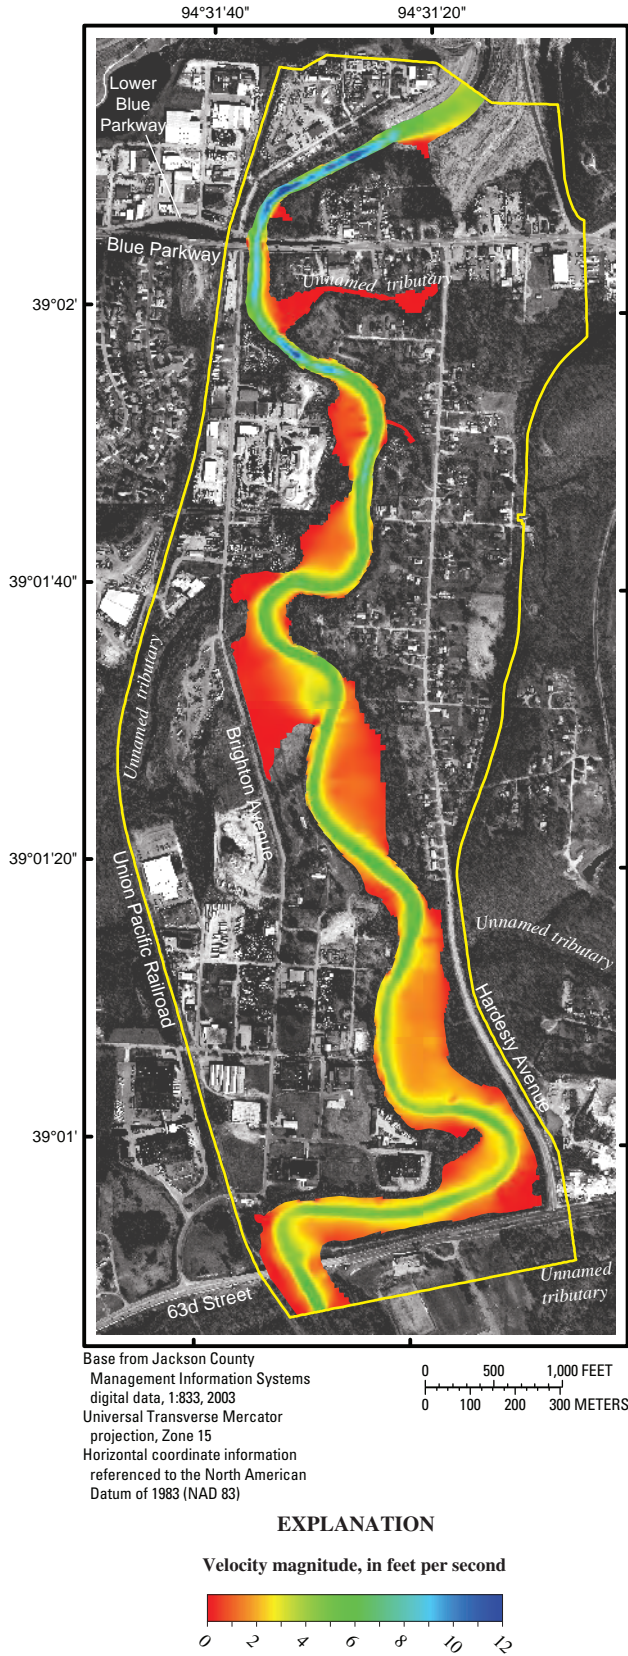 94°31'40"
94°31'20"
Lower
Blue
Parkway
Blue Parkway
Unnamed tributary
39°02'
39°01'40"
Unnamed tributary
Brighton Avenue
39°01'20"
Union Pacific Railroad
Unnamed tributary
Hardesty Avenue
39°01'
63d Street
Unnamed
tributary
Base from Jackson County
Management Information Systems
digital data, 1:833, 2003
Universal Transverse Mercator
projection, Zone 15
Horizontal coordinate information
referenced to the North American
Datum of 1983 (NAD 83)
0 500 1,000 FEET
0 100 200 300 METERS
EXPLANATION
Velocity magnitude, in feet per second
0 2 4 6 8 10 12